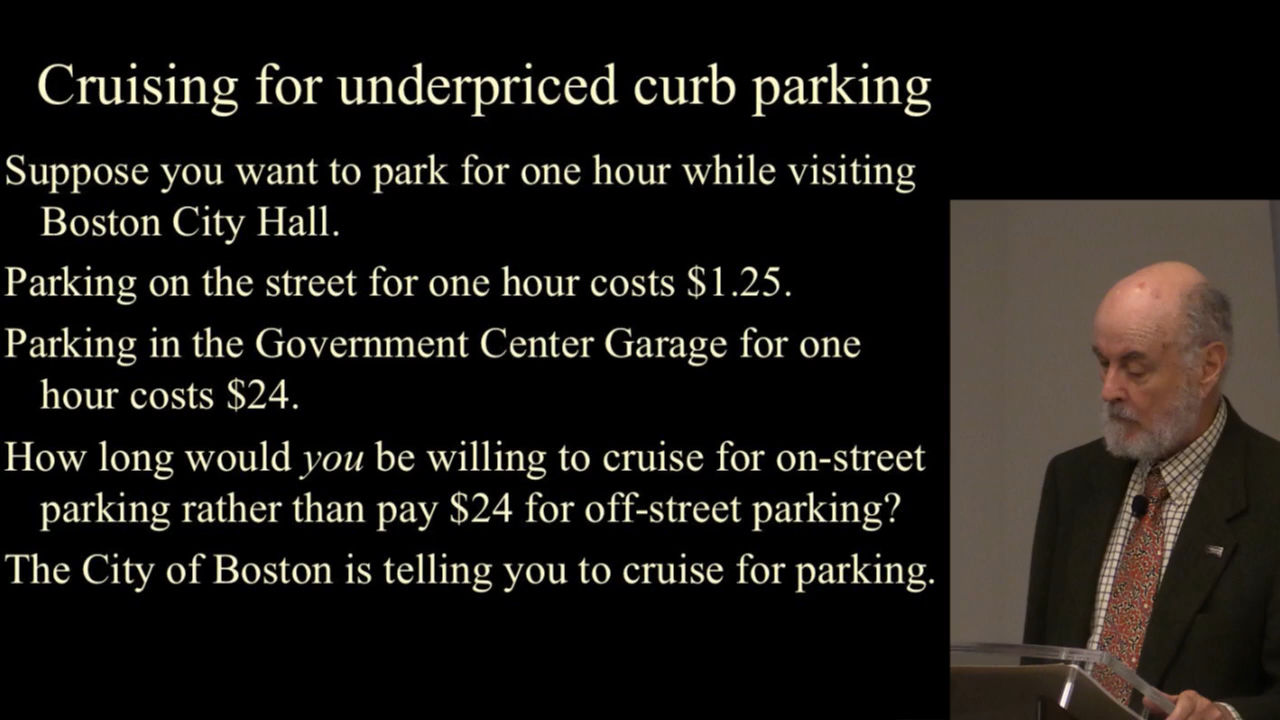 Cruising for underpriced curb parking
Suppose you want to park for one hour while visiting
Boston City Hall.
Parking on the street for one hour costs $1.25.
Parking in the Government Center Garage for one
hour costs $24.
How long would you be willing to cruise for on-street
parking rather than pay $24 for off-street parking?
The City of Boston is telling you to cruise for parking.